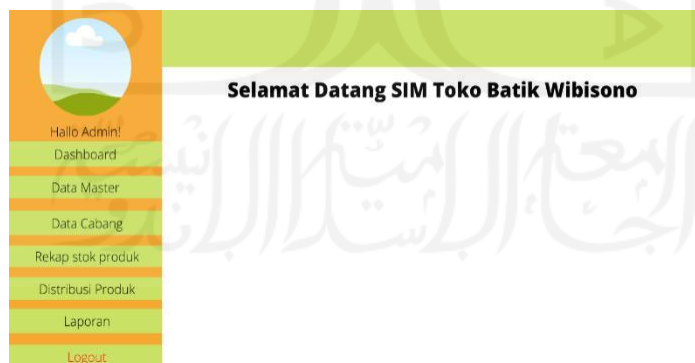 Selamat Datang SIM Toko Batik Wibisono
Hallo Admin!
Dashboard
Data Master
Data Cabang
Rekap stok produk
Distribusi Produk
Laporan
Logout